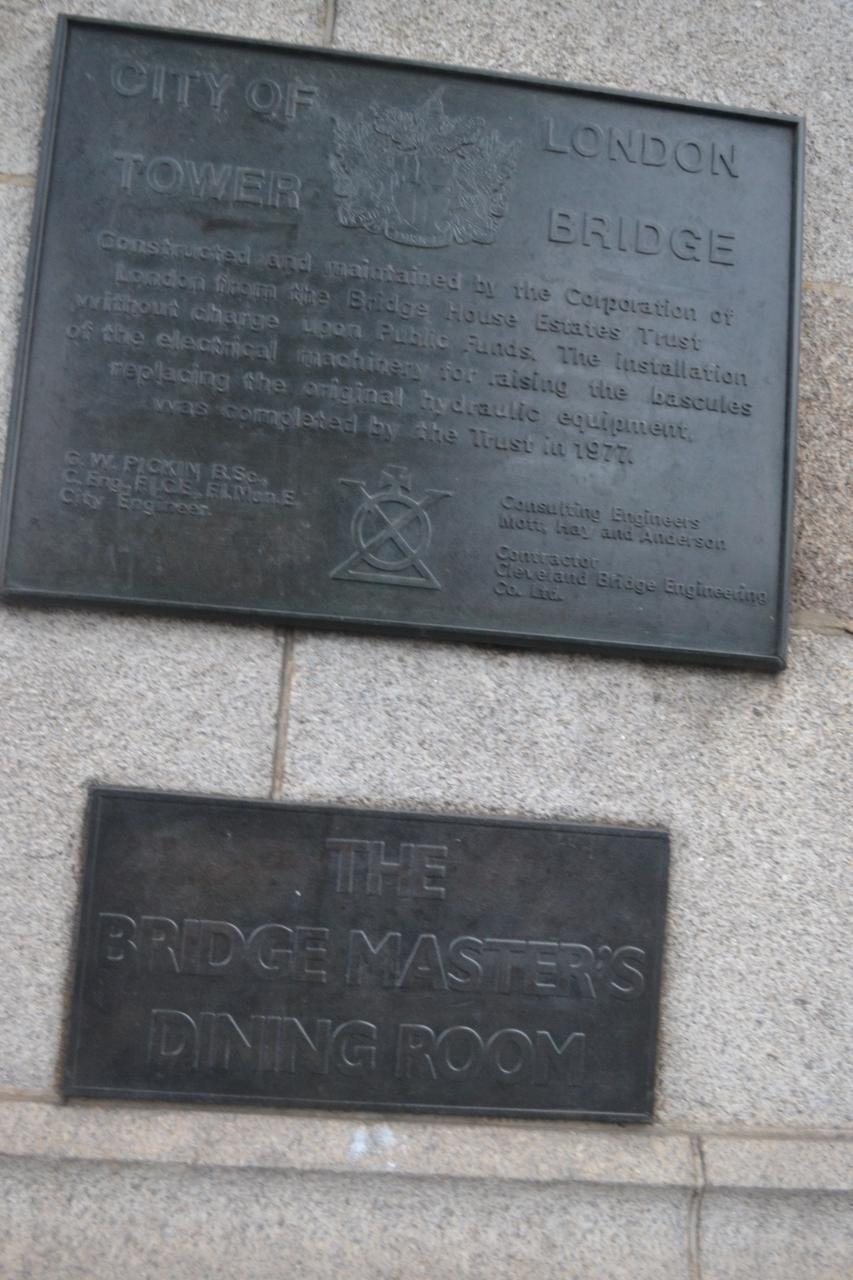 CITY OF LONDON
TOWER BRIDGE
Constructed and maintained by the Corporation of
London from the Bridge House Estates Trust
without charge upon Public Funds. The installation
of the electrical machinery for raising the bascules
replacing the original hydraulic equipment,
was completed by the Trust in 1977.
G. W. PICKIN B.Sc.,
C. Eng., F.I.C.E., F.I.Mun.E
City Engineer.
Consulting Engineers
Mott, Hay and Anderson
Contractor
Cleveland Bridge Engineering
Co. Ltd.
THE
BRIDGE MASTER'S
DINING ROOM